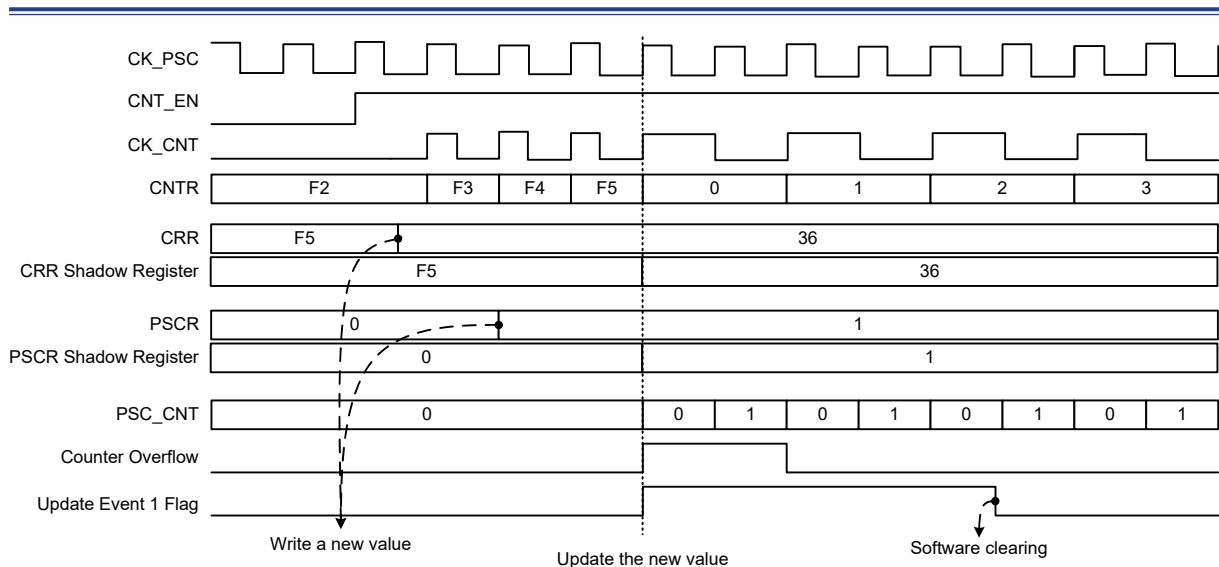 CK_PSC
CNT_EN
CK_CNT
CNTR F2 F3 F4 F5 0 1 2 3
CRR F5 36
CRR Shadow Register F5 36
PSCR 0 1
PSCR Shadow Register 0 1
PSC_CNT 0 0 1 0 1 0 1 0 1
Counter Overflow
Update Event 1 Flag
Write a new value Update the new value Software clearing